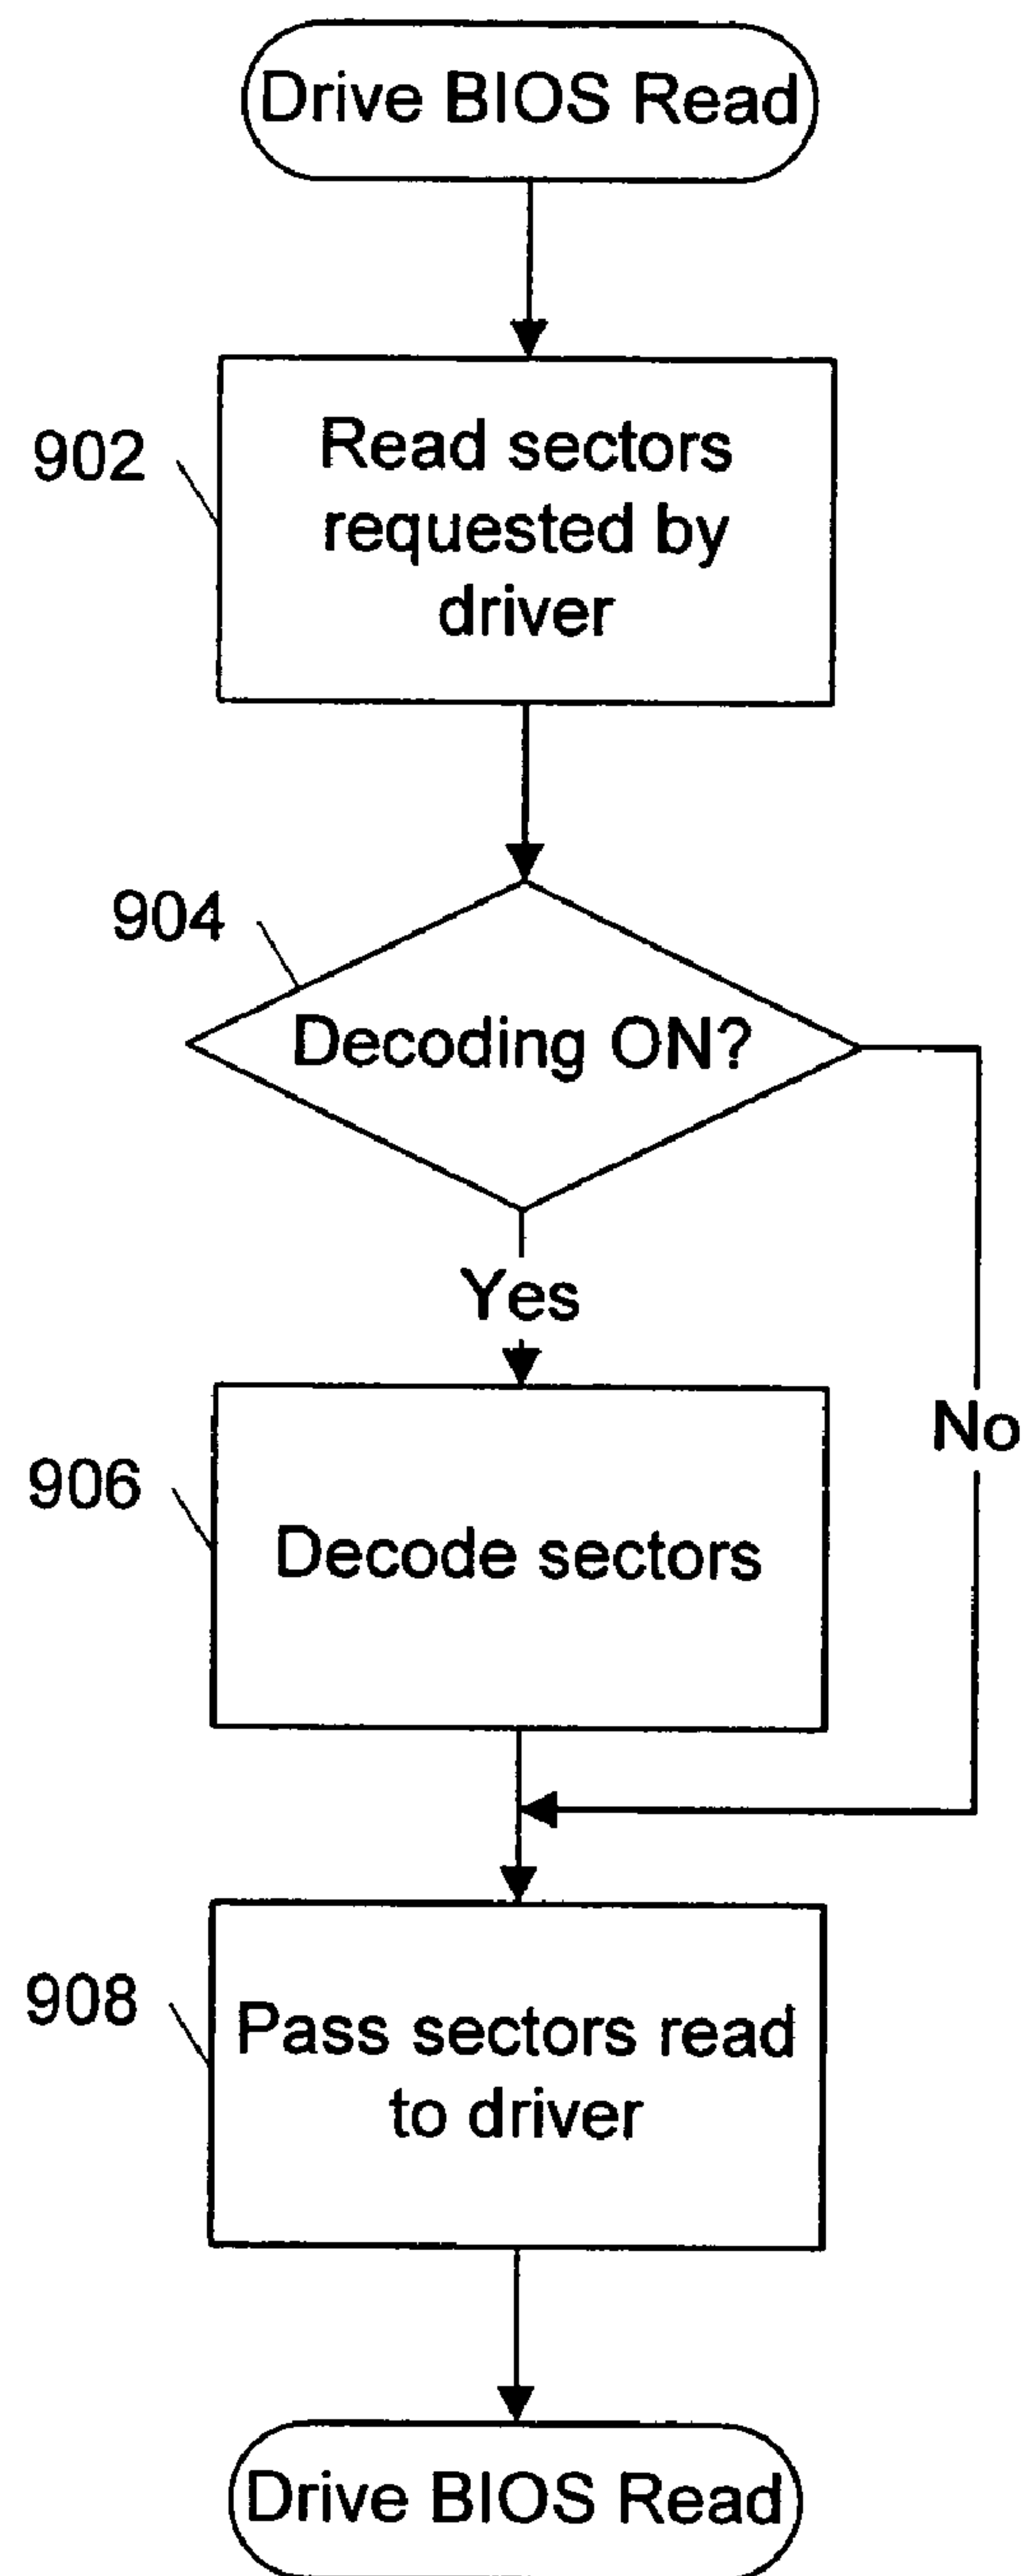 Drive BIOS Read
902
Read sectors
requested by
driver
904
Decoding ON?
Yes
No
906
Decode sectors
908
Pass sectors read
to driver
Drive BIOS Read